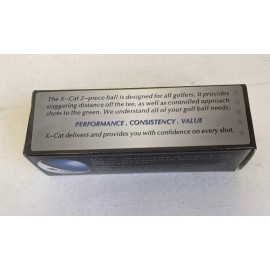 The X-Cat 2-piece ball is designed for all golfers. It provides
staggering distance off the tee, as well as controlled approach
shots to the green. We understand all of your golf ball needs:
PERFORMANCE . CONSISTENCY . VALUE
X-Cat delivers and provides you with confidence on every shot.